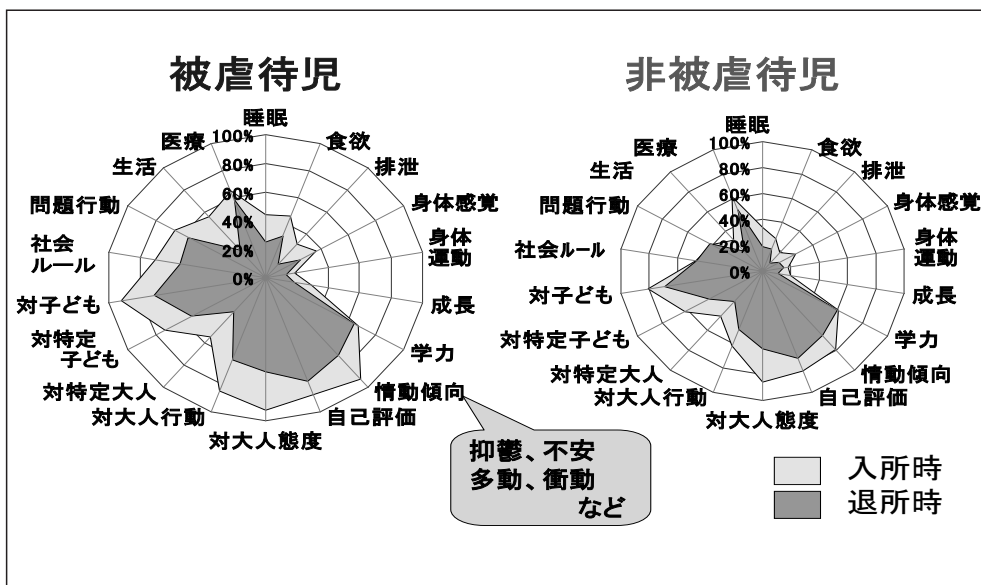 被虐待児
睡眠
食欲
排泄
身体感覚
身体
運動
成長
学力
情動傾向
自己評価
対大人態度
対大人行動
対特定大人
対特定
子ども
対子ども
社会
ルール
問題行動
生活
医療
100%
80%
60%
40%
20%
0%
抑鬱、不安
多動、衝動
など
非被虐待児
睡眠
食欲
排泄
身体感覚
身体
運動
成長
学力
情動傾向
自己評価
対大人態度
対大人行動
対特定大人
対特定子ども
対子ども
社会ルール
問題行動
生活
医療
100%
80%
60%
40%
20%
0%
入所時
退所時